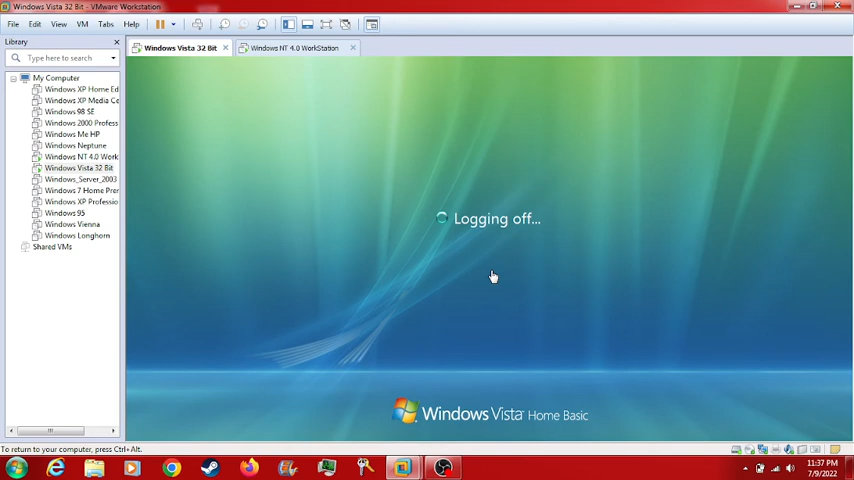 Windows Vista 32 Bit - VMware Workstation
File Edit View VM Tabs Help
Library
Type here to search
My Computer
Windows XP Home Ed
Windows XP Media Ce
Windows 98 SE
Windows 2000 Profess
Windows Me HP
Windows Neptune
Windows NT 4.0 Work
Windows Vista 32 Bit
Windows_Server_2003
Windows 7 Home Prer
Windows XP Professio
Windows 95
Windows Vienna
Windows Longhorn
Shared VMs
Windows Vista 32 Bit
Windows NT 4.0 WorkStation
Logging off...
Windows Vista Home Basic
To return to your computer, press Ctrl+Alt.
11:37 PM
7/9/2022